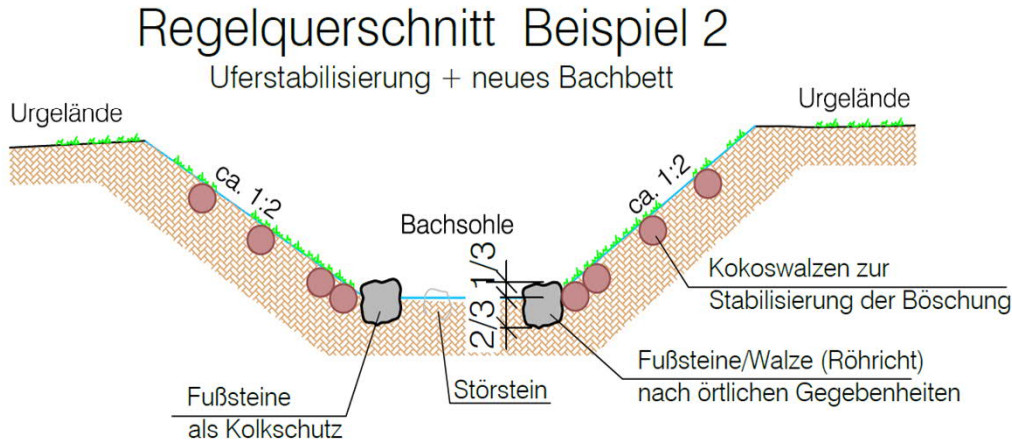 Regelquerschnitt Beispiel 2
Uferstabilisierung + neues Bachbett
Urgelände
Urgelände
ca. 1:2
ca. 1:2
Bachsohle
1/3
2/3
Kokoswalzen zur
Stabilisierung der Böschung
Fußsteine/Walze (Röhricht)
nach örtlichen Gegebenheiten
Störstein
Fußsteine
als Kolkschutz